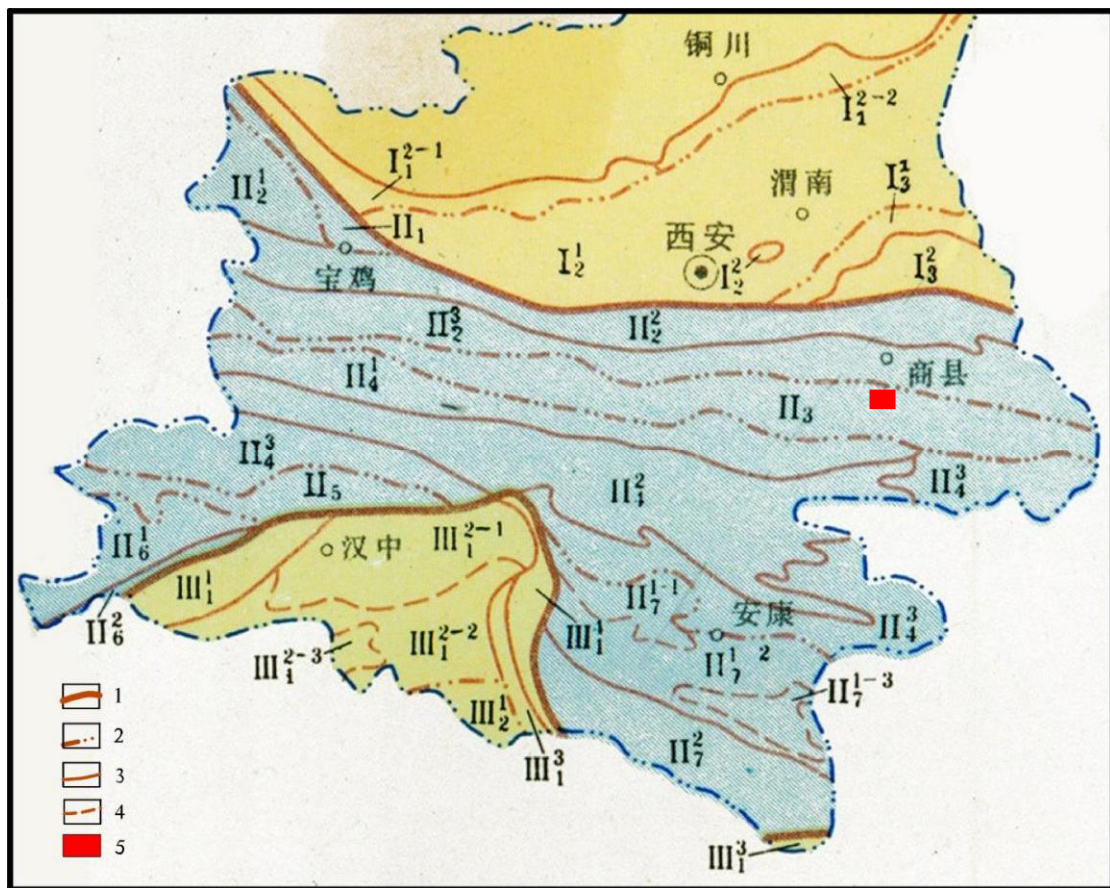 铜川
I₁²⁻²
I₁²⁻¹
渭南
I₃¹
II₂¹
II₁
西安
I₂¹
I₂²
I₃²
宝鸡
II₂³
II₂²
商县
II₄¹
II₃
II₄³
II₅
II₄²
II₄³
II₆¹
汉中
III₁²⁻¹
III₁¹
II₇¹⁻¹
安康
II₄³
II₆²
III₁¹
III₁²⁻³
III₁²⁻²
II₇¹ ²
II₇¹⁻³
III₂¹
II₇²
III₁³
III₁³
1
2
3
4
5